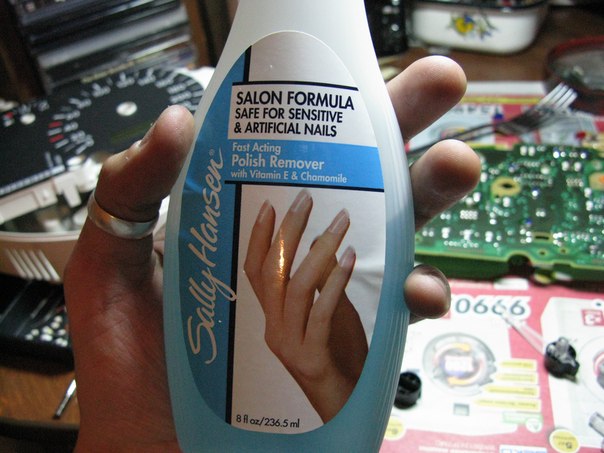 SALON FORMULA
SAFE FOR SENSITIVE
& ARTIFICIAL NAILS
Fast Acting
Polish Remover
with Vitamin E & Chamomile
Sally Hansen®
8 fl oz/236.5 ml
0666